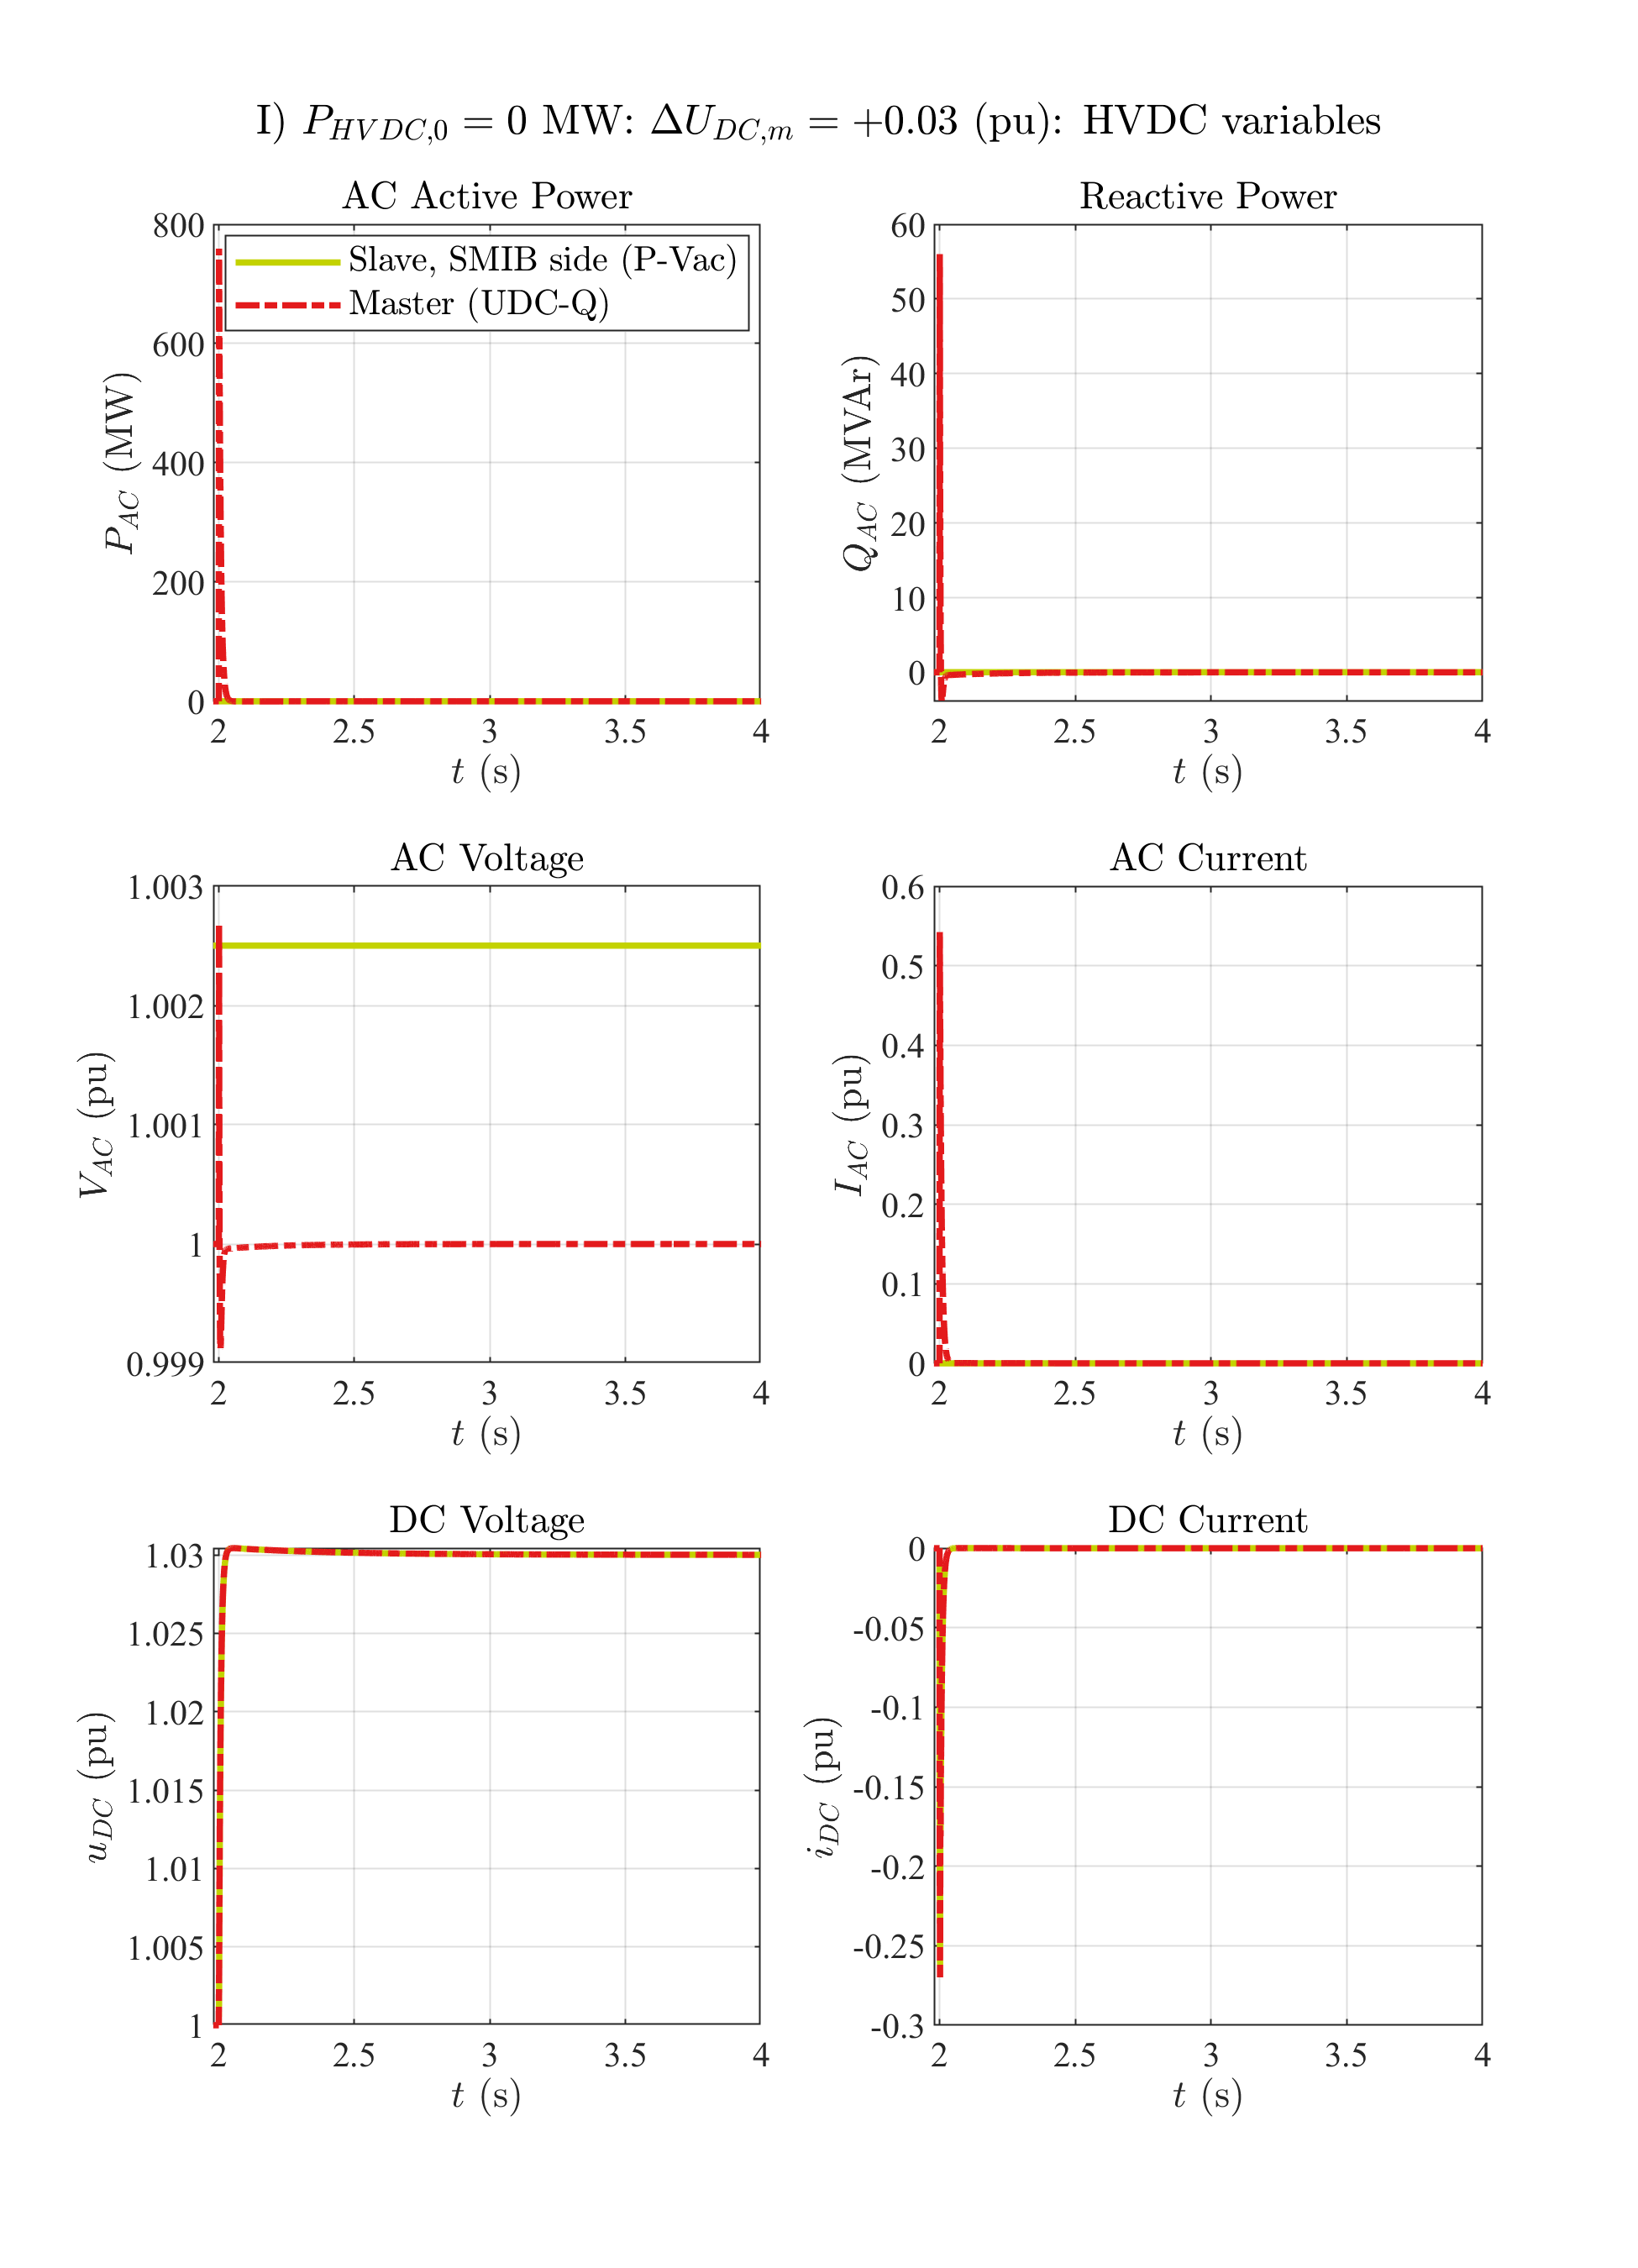 I) P_{HVDC,0} = 0 MW: ΔU_{DC,m} = +0.03 (pu): HVDC variables
AC Active Power
800
600
400
200
0
P_{AC} (MW)
Slave, SMIB side (P-Vac)
Master (UDC-Q)
2 2.5 3 3.5 4
t (s)
Reactive Power
60
50
40
30
20
10
0
Q_{AC} (MVAr)
2 2.5 3 3.5 4
t (s)
AC Voltage
1.003
1.002
1.001
1
0.999
V_{AC} (pu)
2 2.5 3 3.5 4
t (s)
AC Current
0.6
0.5
0.4
0.3
0.2
0.1
0
I_{AC} (pu)
2 2.5 3 3.5 4
t (s)
DC Voltage
1.03
1.025
1.02
1.015
1.01
1.005
1
u_{DC} (pu)
2 2.5 3 3.5 4
t (s)
DC Current
0
-0.05
-0.1
-0.15
-0.2
-0.25
-0.3
i_{DC} (pu)
2 2.5 3 3.5 4
t (s)